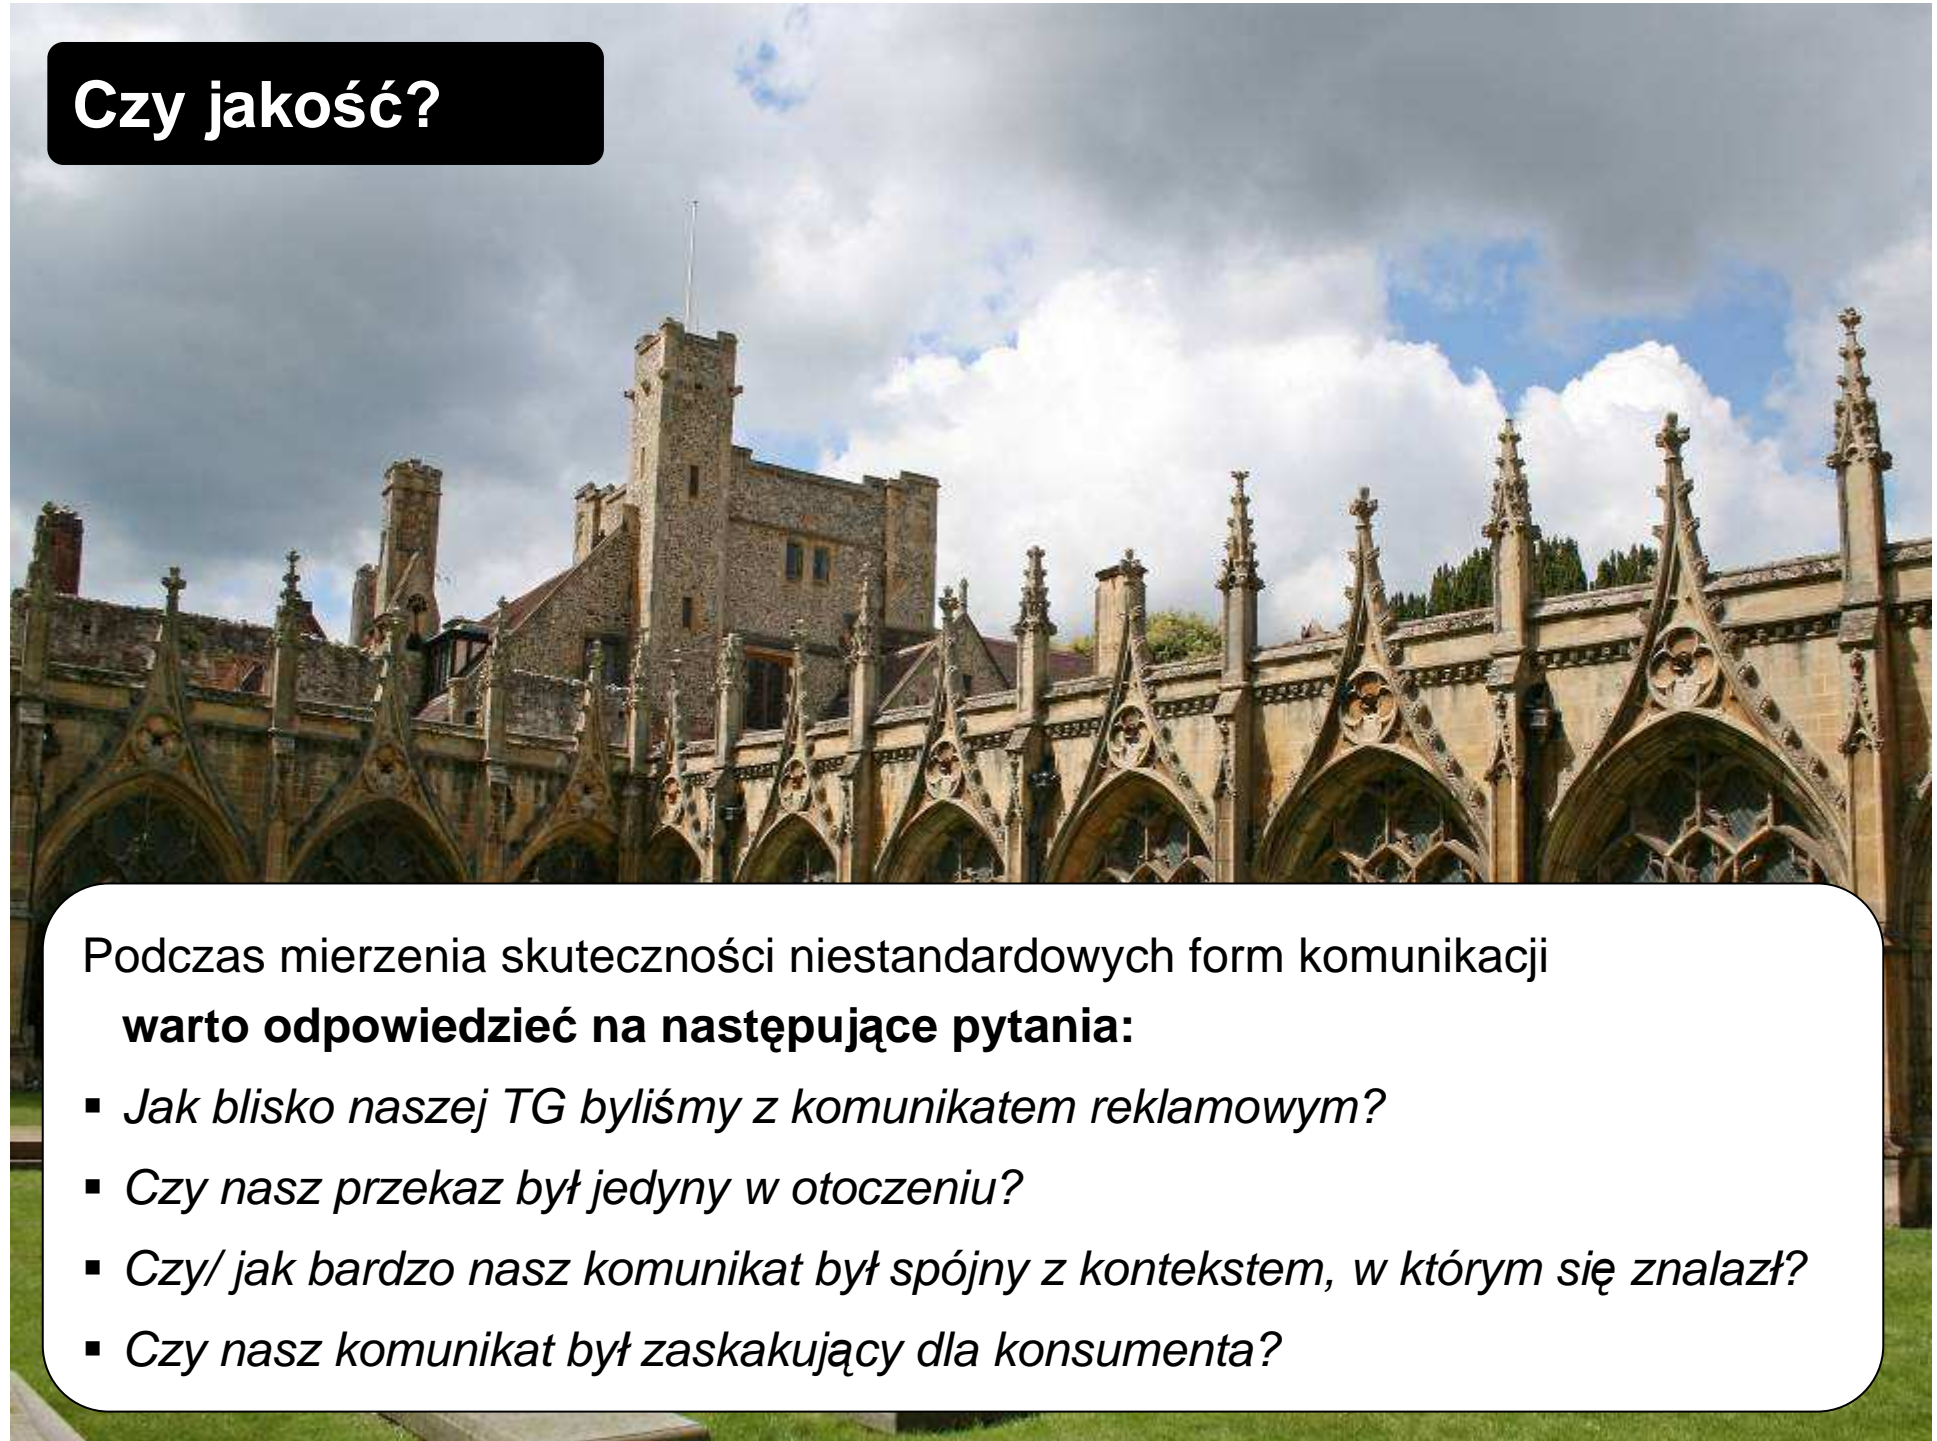 Czy jakość?
Podczas mierzenia skuteczności niestandardowych form komunikacji
warto odpowiedzieć na następujące pytania:
▪ Jak blisko naszej TG byliśmy z komunikatem reklamowym?
▪ Czy nasz przekaz był jedyny w otoczeniu?
▪ Czy/ jak bardzo nasz komunikat był spójny z kontekstem, w którym się znalazł?
▪ Czy nasz komunikat był zaskakujący dla konsumenta?